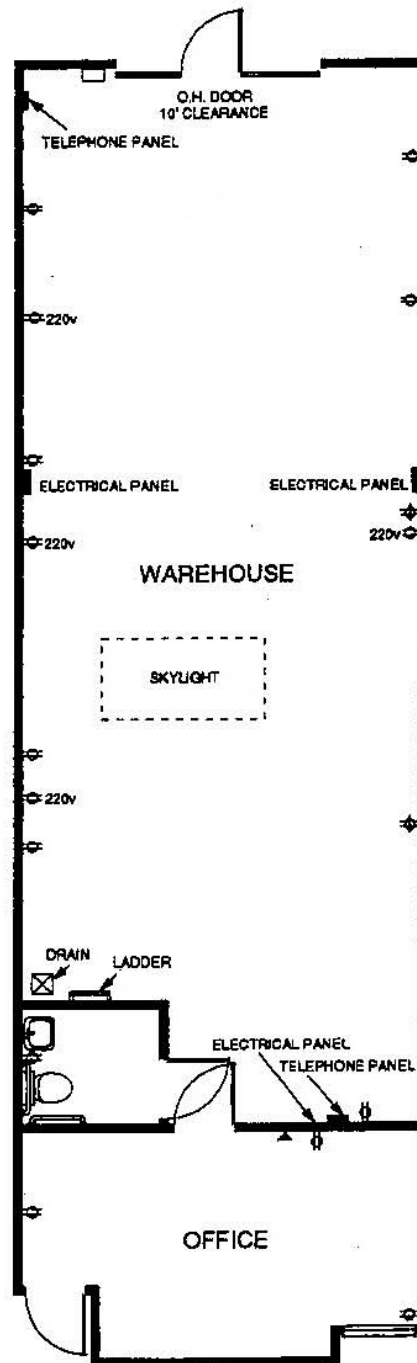 O.H. DOOR
10' CLEARANCE
TELEPHONE PANEL
220v
ELECTRICAL PANEL
ELECTRICAL PANEL
220v
220v
WAREHOUSE
SKYLIGHT
220v
DRAIN
LADDER
ELECTRICAL PANEL
TELEPHONE PANEL
OFFICE